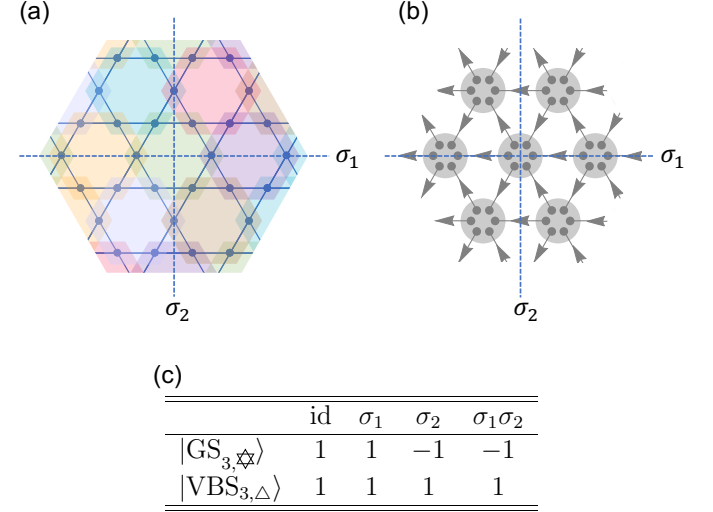 (a) (b)
σ₁ σ₁
σ₂ σ₂
(c)
id σ₁ σ₂ σ₁σ₂
|GS₃,✡⟩ 1 1 −1 −1
|VBS₃,△⟩ 1 1 1 1